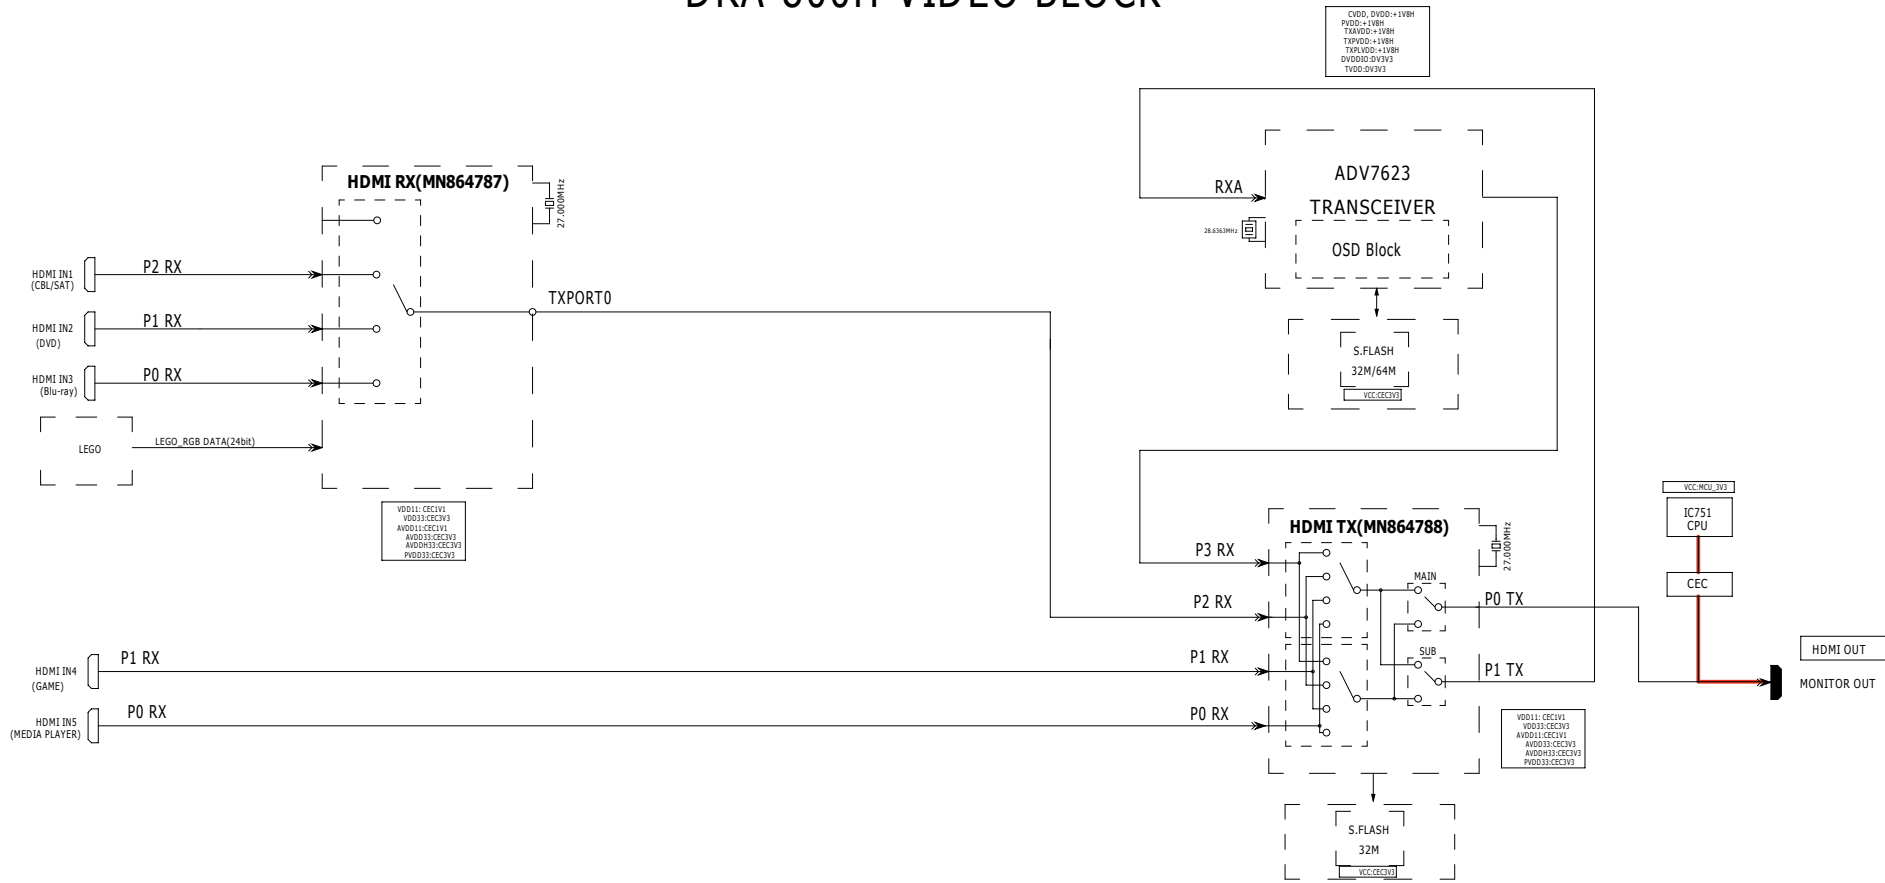 DRA-800H VIDEO BLOCK
CVDD, DVDD:+1V8H
PVDD:+1V8H
TXAVDD:+1V8H
TXPVDD:+1V8H
TXPLVDD:+1V8H
DVDDIO:DV3V3
TVDD:DV3V3
HDMI RX(MN864787)
27.000MHz
HDMI IN1
(CBL/SAT)
P2 RX
HDMI IN2
(DVD)
P1 RX
HDMI IN3
(Blu-ray)
P0 RX
LEGO
LEGO_RGB DATA(24bit)
TXPORT0
VDD11: CEC1V1
VDD33:CEC3V3
AVDD11:CEC1V1
AVDD33:CEC3V3
AVDDH33:CEC3V3
PVDD33:CEC3V3
RXA
28.6363MHz
ADV7623
TRANSCEIVER
OSD Block
S.FLASH
32M/64M
VCC:CEC3V3
HDMI TX(MN864788)
27.000MHz
P3 RX
P2 RX
P1 RX
P0 RX
MAIN
SUB
P0 TX
P1 TX
HDMI IN4
(GAME)
P1 RX
HDMI IN5
(MEDIA PLAYER)
P0 RX
VCC:MCU_3V3
IC751
CPU
CEC
HDMI OUT
MONITOR OUT
VDD11: CEC1V1
VDD33:CEC3V3
AVDD11:CEC1V1
AVDD33:CEC3V3
AVDDH33:CEC3V3
PVDD33:CEC3V3
S.FLASH
32M
VCC:CEC3V3